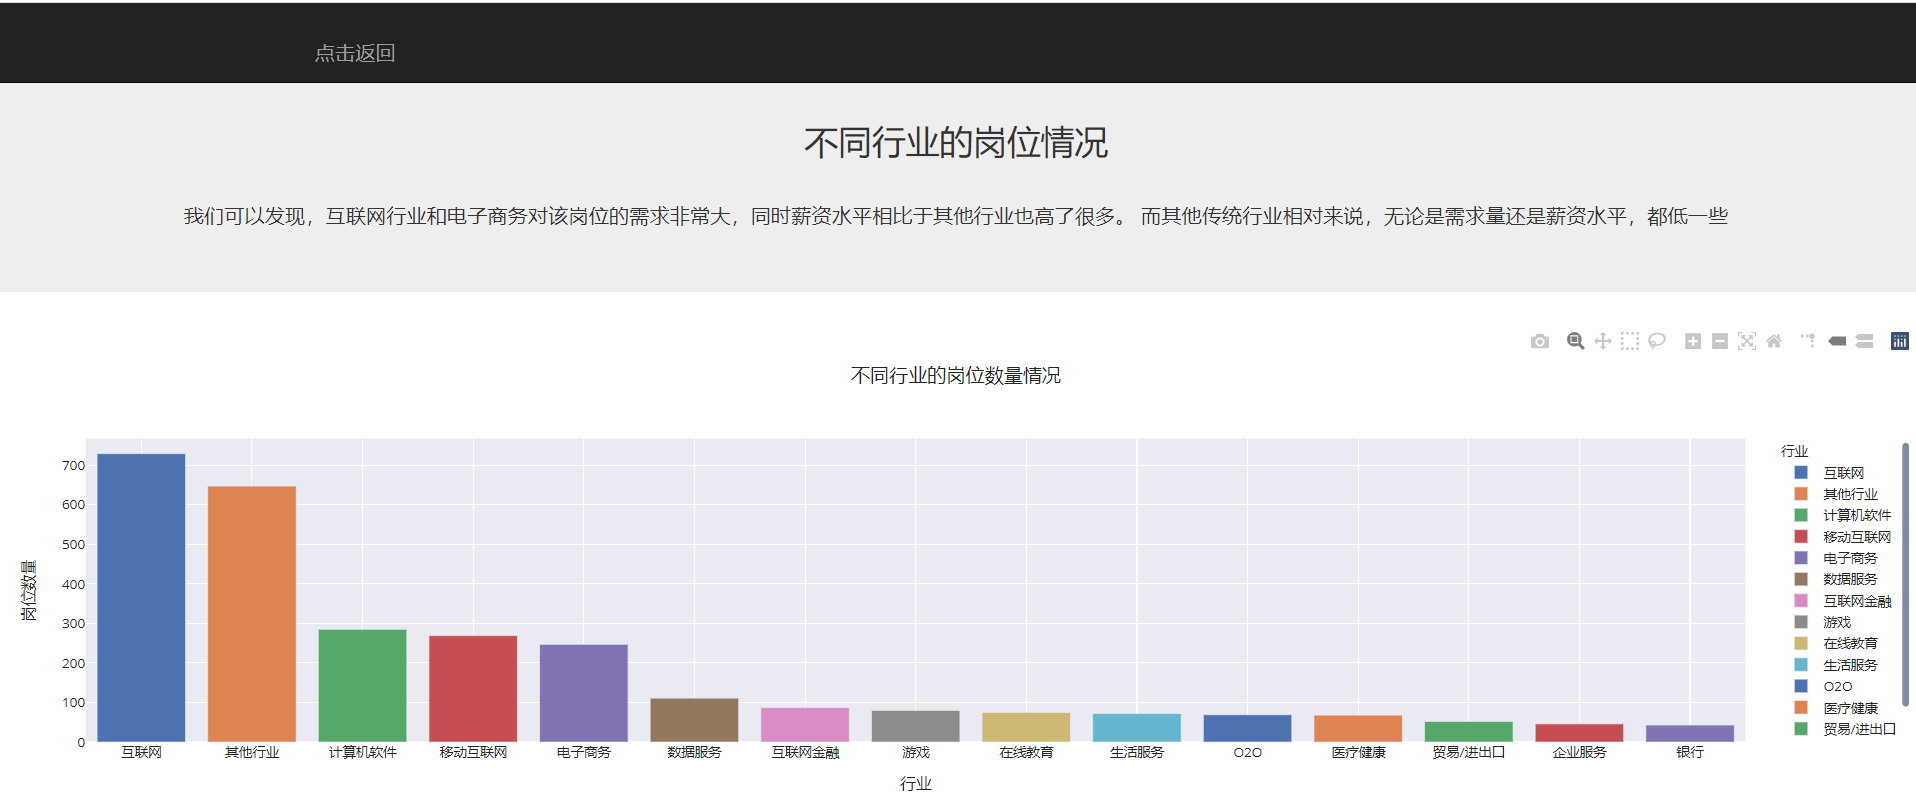 点击返回
不同行业的岗位情况
我们可以发现，互联网行业和电子商务对该岗位的需求非常大，同时薪资水平相比于其他行业也高了很多。 而其他传统行业相对来说，无论是需求量还是薪资水平，都低一些
不同行业的岗位数量情况
岗位数量
700
600
500
400
300
200
100
0
互联网 其他行业 计算机软件 移动互联网 电子商务 数据服务 互联网金融 游戏 在线教育 生活服务 O2O 医疗健康 贸易/进出口 企业服务 银行
行业
行业
互联网
其他行业
计算机软件
移动互联网
电子商务
数据服务
互联网金融
游戏
在线教育
生活服务
O2O
医疗健康
贸易/进出口